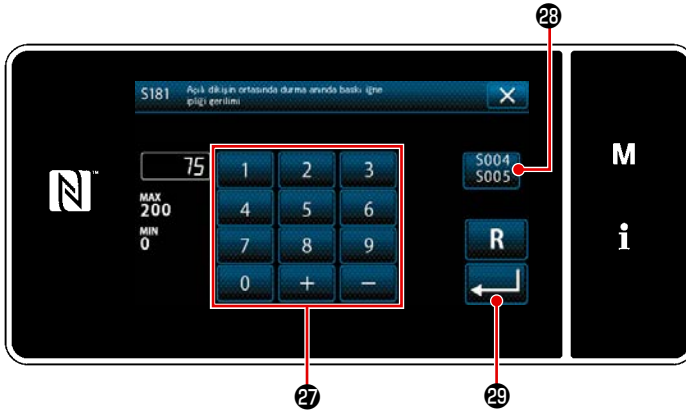 ㉘
S181 Açılı dikişin ortasında durma anında baskı iğne
ipliği gerilimi
75
MAX
200
MIN
0
1 2 3
4 5 6
7 8 9
0 + −
S004
S005
R
M
i
N
㉗ ㉙